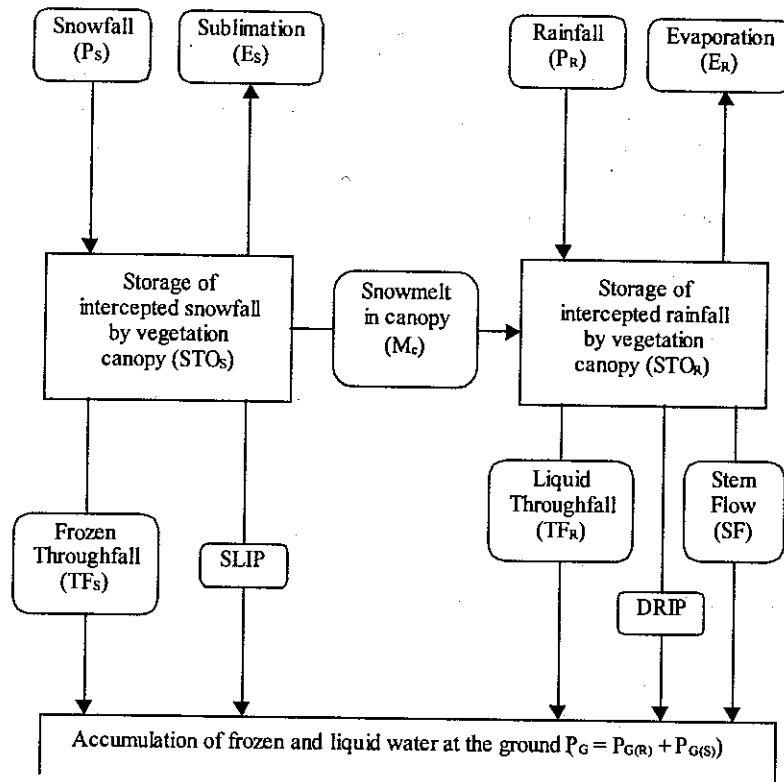 Snowfall
(PS)
Sublimation
(ES)
Rainfall
(PR)
Evaporation
(ER)
Storage of
intercepted snowfall
by vegetation
canopy (STOS)
Snowmelt
in canopy
(Mc)
Storage of
intercepted rainfall
by vegetation
canopy (STOR)
Frozen
Throughfall
(TFS)
SLIP
Liquid
Throughfall
(TFR)
DRIP
Stem
Flow
(SF)
Accumulation of frozen and liquid water at the ground (PG = PG(R) + PG(S))